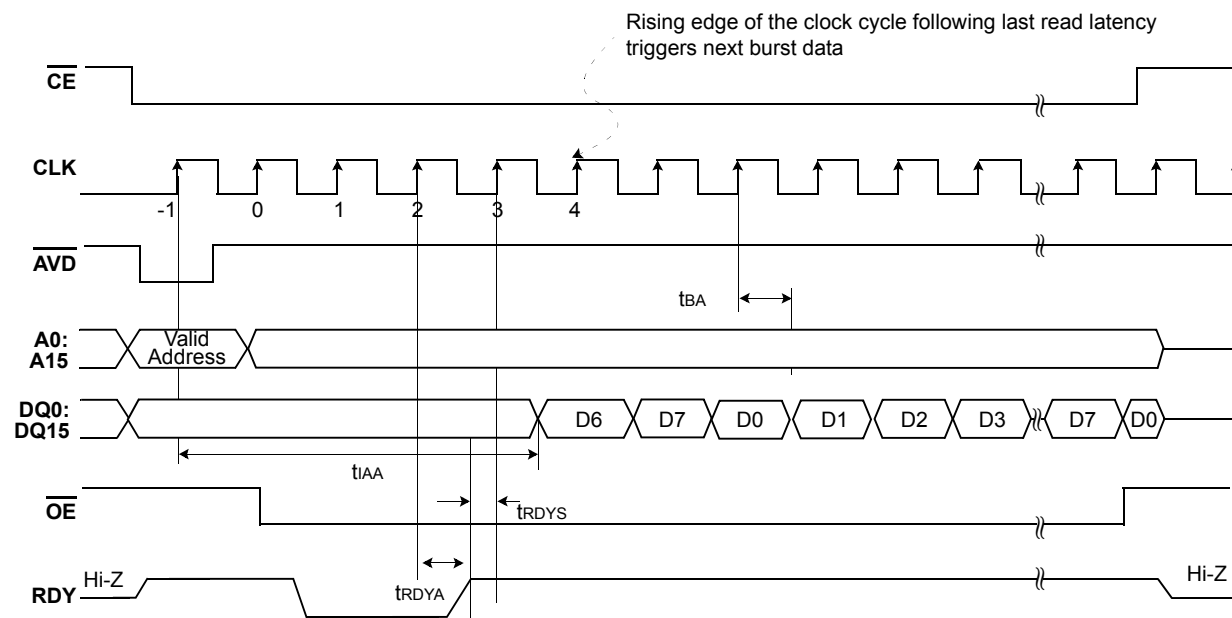 Rising edge of the clock cycle following last read latency
triggers next burst data
CE
CLK
-1 0 1 2 3 4
AVD
tBA
A0:
A15
Valid
Address
DQ0:
DQ15
D6 D7 D0 D1 D2 D3 D7 D0
tIAA
OE
tRDYS
Hi-Z
RDY
tRDYA
Hi-Z